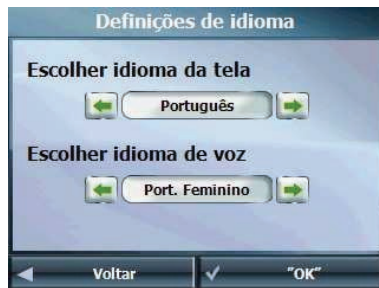 Definições de idioma
Escolher idioma da tela
Português
Escolher idioma de voz
Port. Feminino
Voltar
"OK"